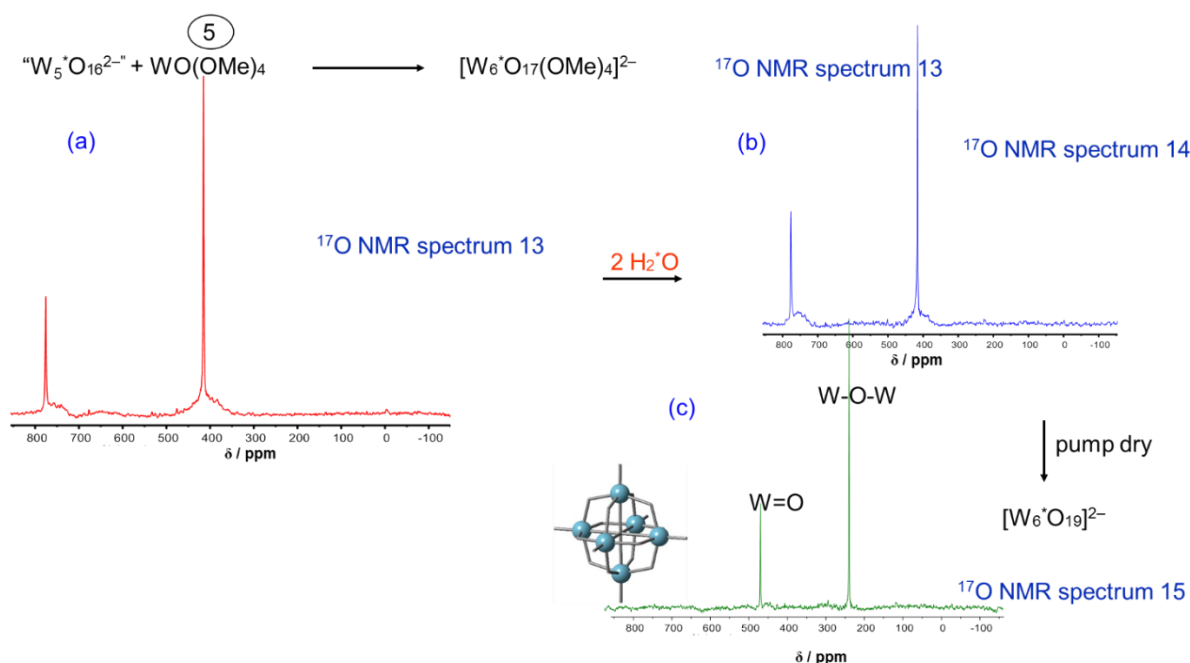 5
“W₅*O₁₆²⁻" + WO(OMe)₄ [W₆*O₁₇(OMe)₄]²⁻
¹⁷O NMR spectrum 13
(a)
(b)
¹⁷O NMR spectrum 14
¹⁷O NMR spectrum 13
2 H₂*O
800 700 600 500 400 300 200 100 0 -100
δ / ppm
800 700 600 500 400 300 200 100 0 -100
δ / ppm
(c)
W-O-W
W=O
pump dry
[W₆*O₁₉]²⁻
¹⁷O NMR spectrum 15
800 700 600 500 400 300 200 100 0 -100
δ / ppm